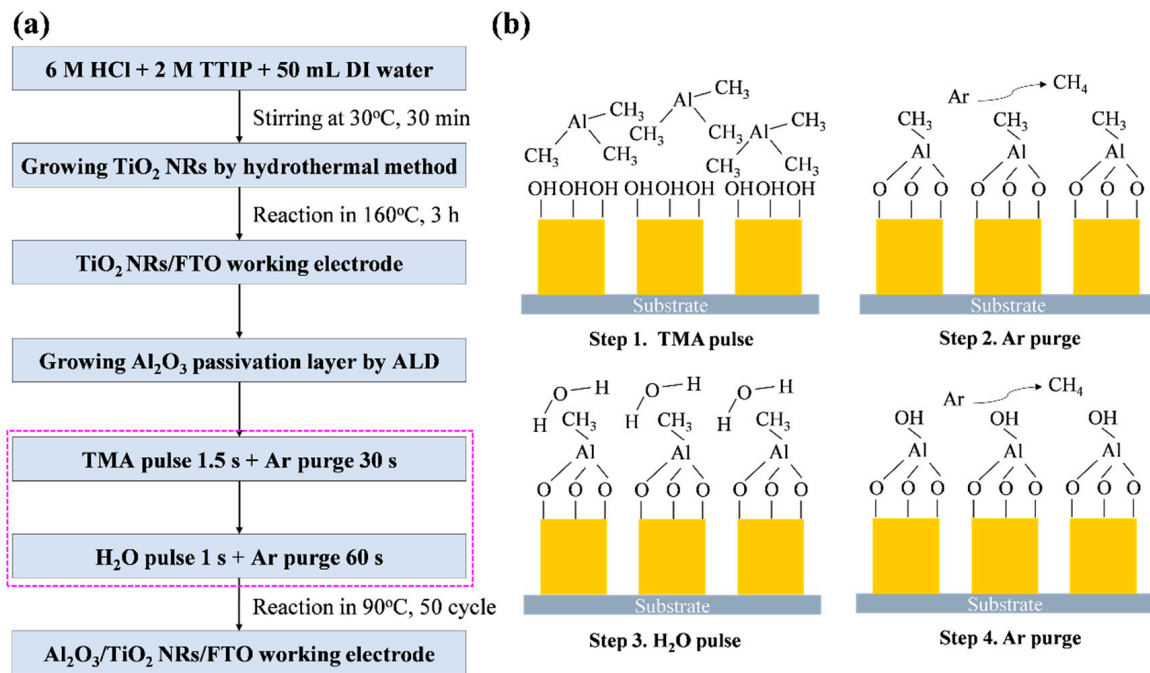 (a)
6 M HCl + 2 M TTIP + 50 mL DI water
Stirring at 30°C, 30 min
Growing TiO₂ NRs by hydrothermal method
Reaction in 160°C, 3 h
TiO₂ NRs/FTO working electrode
Growing Al₂O₃ passivation layer by ALD
TMA pulse 1.5 s + Ar purge 30 s
H₂O pulse 1 s + Ar purge 60 s
Reaction in 90°C, 50 cycle
Al₂O₃/TiO₂ NRs/FTO working electrode
(b)
CH₃ CH₃
Al Al CH₃
CH₃ CH₃ CH₃ CH₃ Al
CH₃ CH₃
OH OH OH OH OH OH OH OH OH
Substrate
Step 1. TMA pulse
Ar CH₄
CH₃ CH₃ CH₃
Al Al Al
O O O O O O O O O
Substrate
Step 2. Ar purge
H O H H O H H O H
CH₃ CH₃ CH₃
Al Al Al
O O O O O O O O O
Substrate
Step 3. H₂O pulse
Ar CH₄
OH OH OH
Al Al Al
O O O O O O O O O
Substrate
Step 4. Ar purge